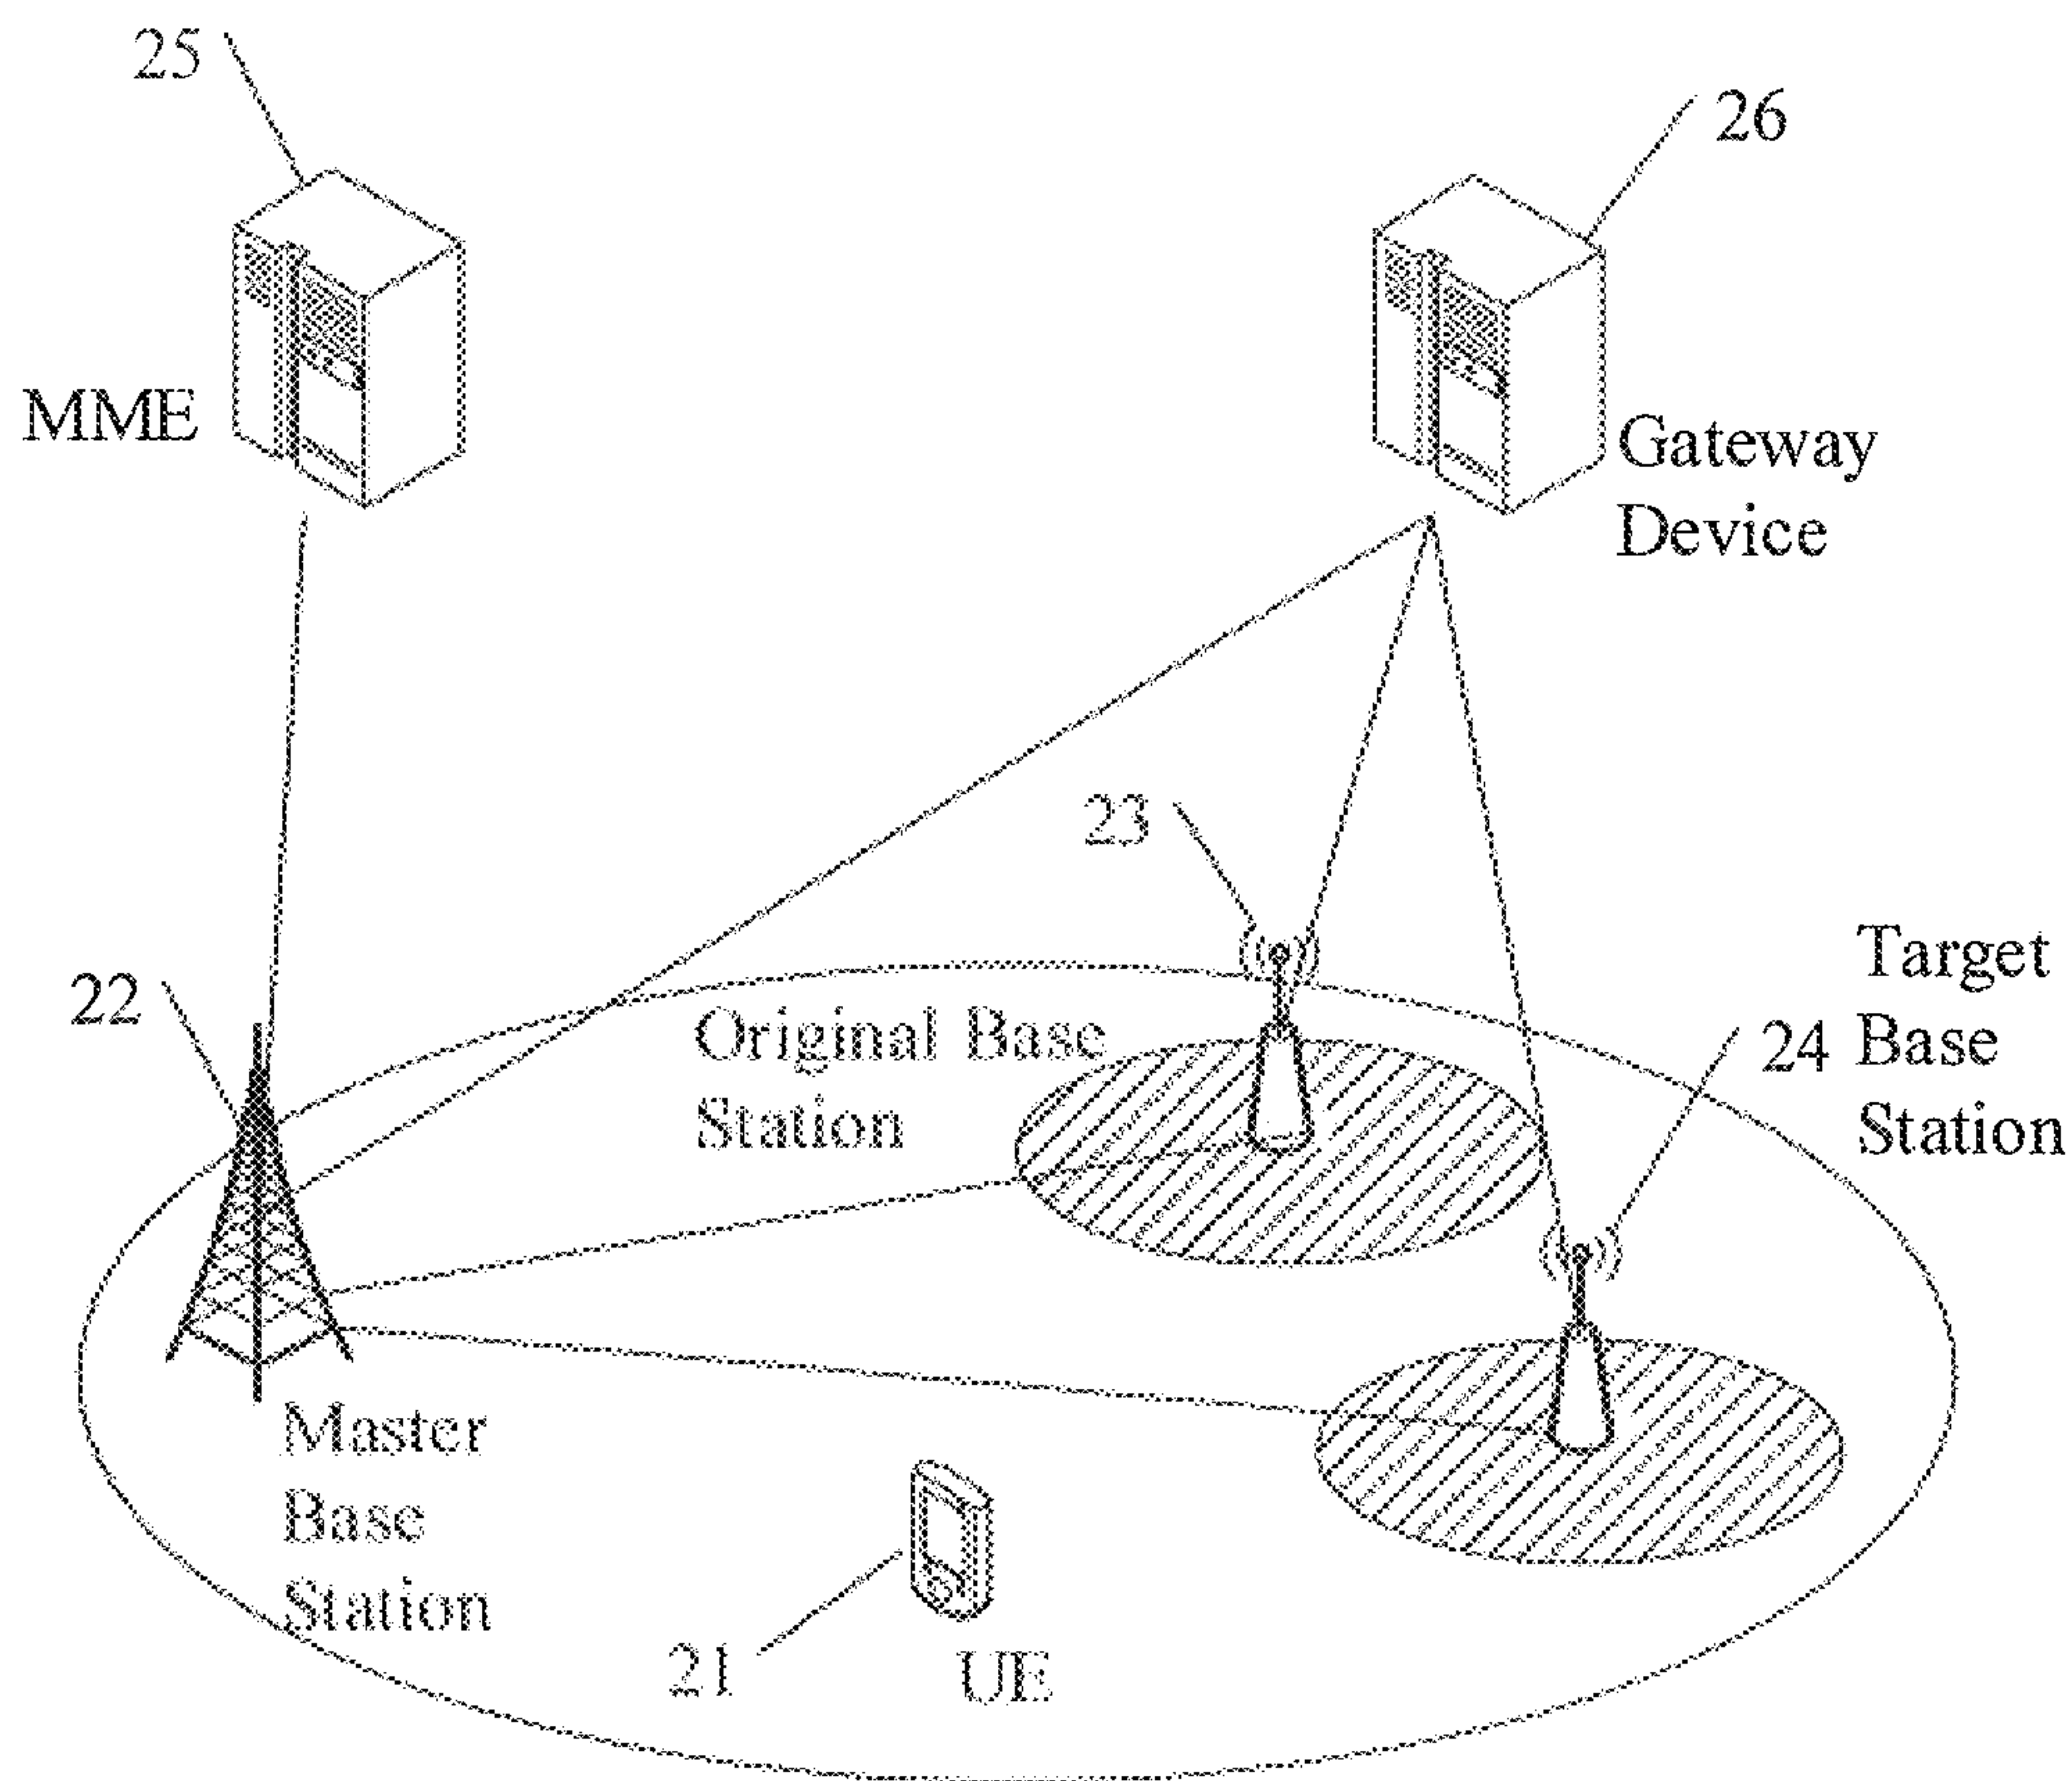 25
26
MME
Gateway
Device
23
22
Original Base
Station
Target
24 Base
Station
Master
Base
Station
21
UE